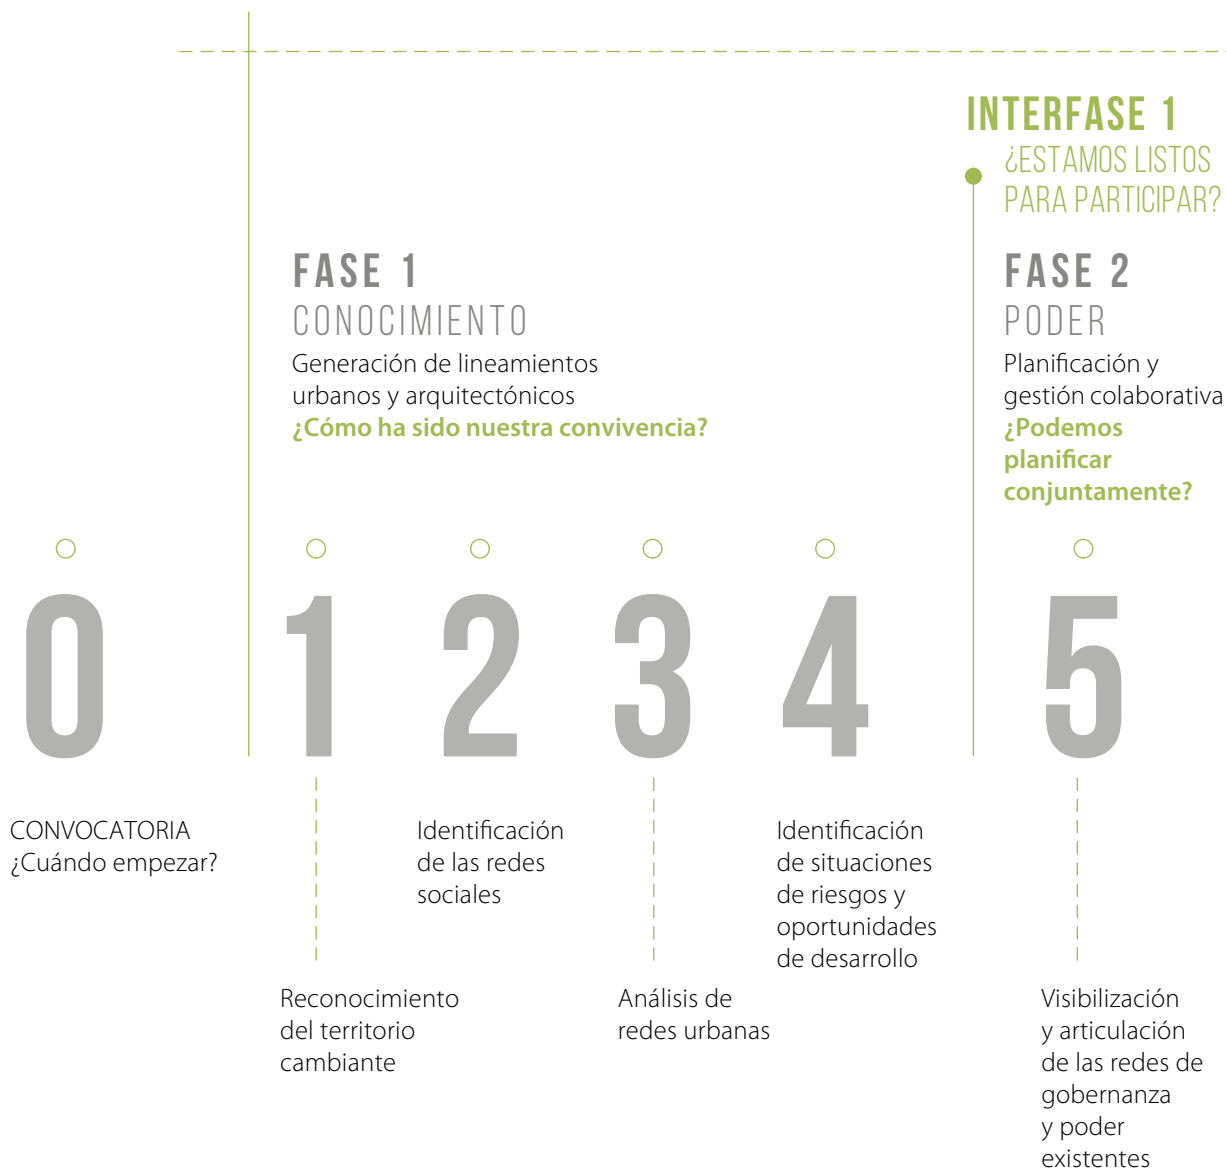 INTERFASE 1
¿ESTAMOS LISTOS
PARA PARTICIPAR?
FASE 1
CONOCIMIENTO
Generación de lineamientos
urbanos y arquitectónicos
¿Cómo ha sido nuestra convivencia?
FASE 2
PODER
Planificación y
gestión colaborativa
¿Podemos
planificar
conjuntamente?
0
1
2
3
4
5
CONVOCATORIA
¿Cuándo empezar?
Reconocimiento
del territorio
cambiante
Identificación
de las redes
sociales
Análisis de
redes urbanas
Identificación
de situaciones
de riesgos y
oportunidades
de desarrollo
Visibilización
y articulación
de las redes de
gobernanza
y poder
existentes